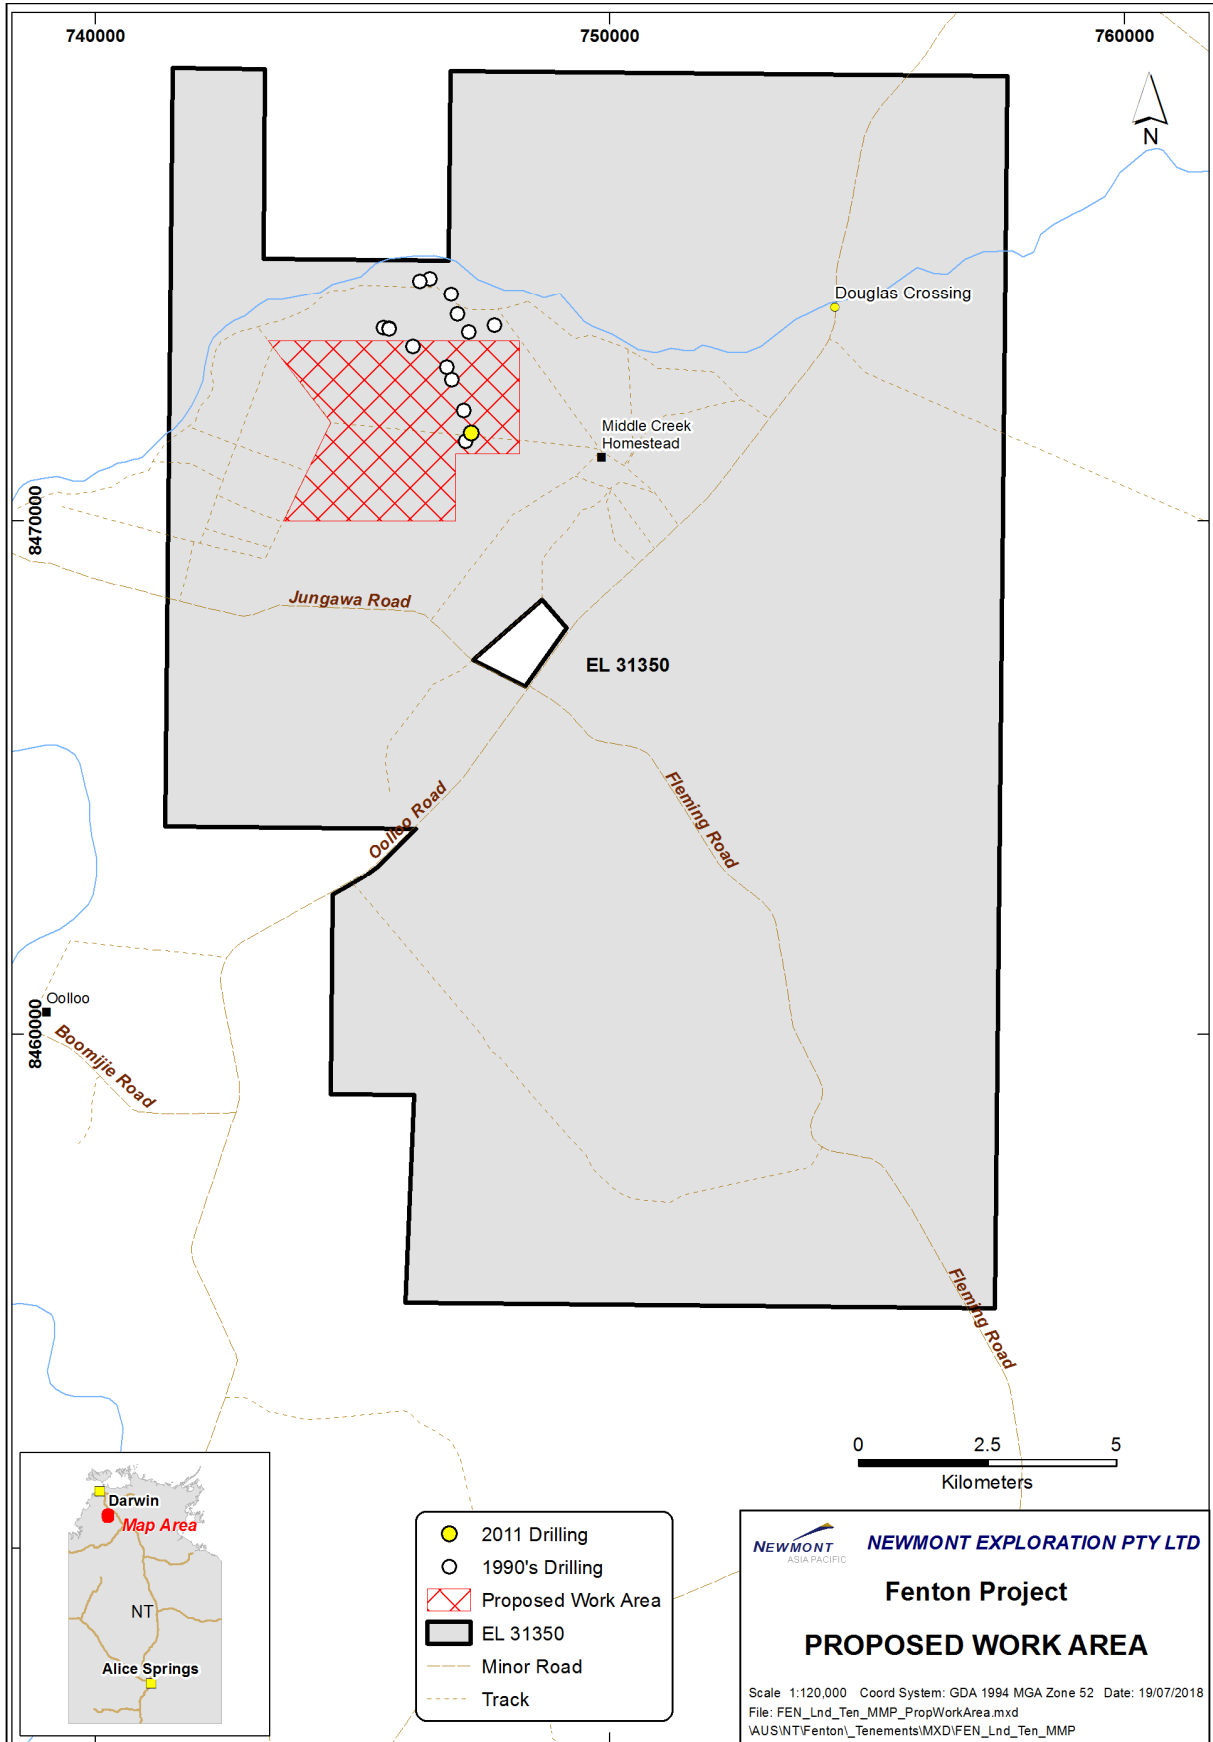 740000
750000
760000
N
Douglas Crossing
Middle Creek
Homestead
8470000
Jungawa Road
EL 31350
Oolloo Road
Fleming Road
8460000
Oolloo
Boomijie Road
Fleming Road
0
2.5
5
Kilometers
Darwin
Map Area
NT
Alice Springs
2011 Drilling
1990's Drilling
Proposed Work Area
EL 31350
Minor Road
Track
NEWMONT
ASIA PACIFIC
NEWMONT EXPLORATION PTY LTD
Fenton Project
PROPOSED WORK AREA
Scale 1:120,000 Coord System: GDA 1994 MGA Zone 52 Date: 19/07/2018
File: FEN_Lnd_Ten_MMP_PropWorkArea.mxd
\AUS\NT\Fenton\_Tenements\MXD\FEN_Lnd_Ten_MMP